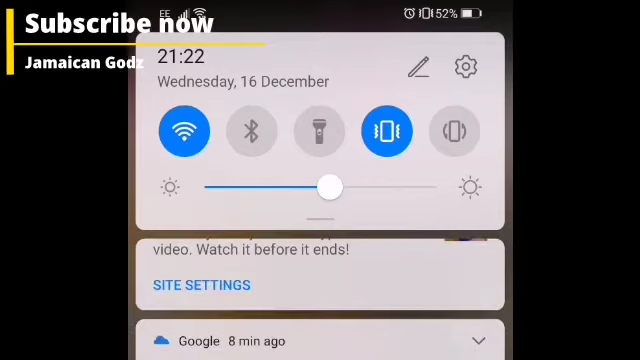 Subscribe now
Jamaican Godz
EE
52%
21:22
Wednesday, 16 December
video. Watch it before it ends!
SITE SETTINGS
Google 8 min ago